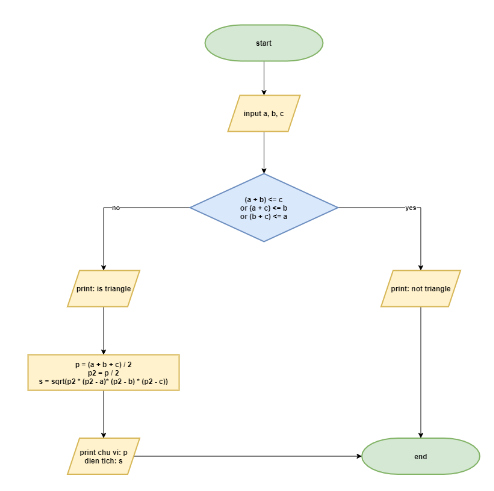 start
input a, b, c
(a + b) <= c
or (a + c) <= b
or (b + c) <= a
no
yes
print: is triangle
print: not triangle
p = (a + b + c) / 2
p2 = p / 2
s = sqrt(p2 * (p2 - a)* (p2 - b) * (p2 - c))
print chu vi: p
dien tich: s
end